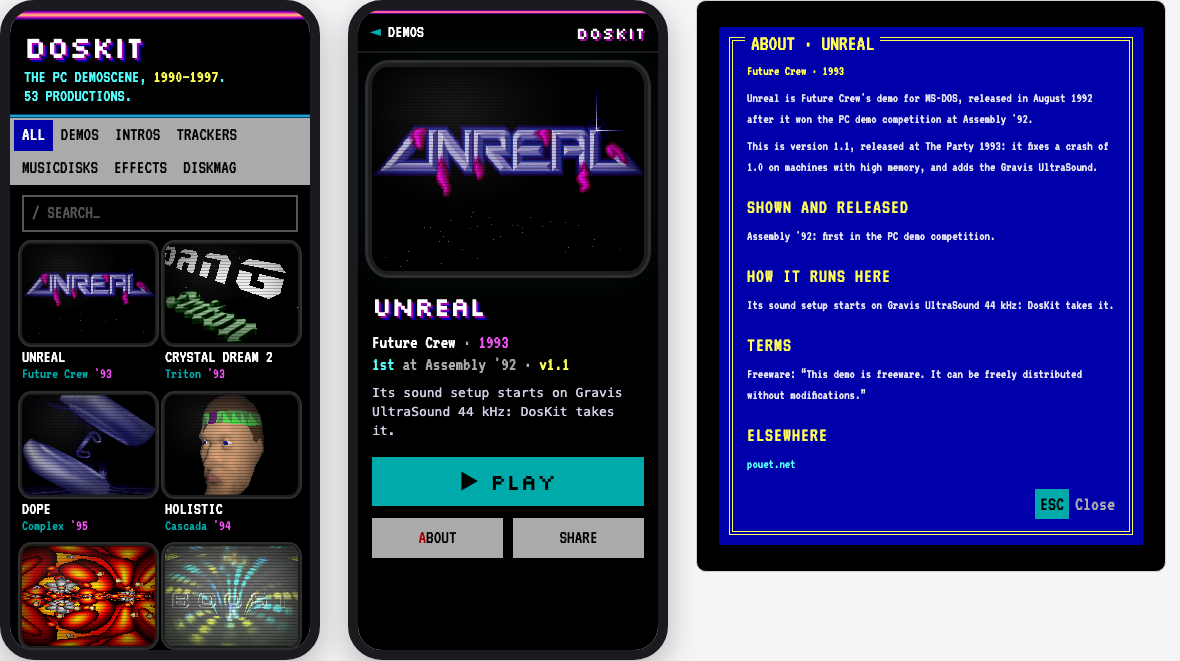 DOSKIT
THE PC DEMOSCENE, 1990-1997.
53 PRODUCTIONS.
ALL DEMOS INTROS TRACKERS
MUSICDISKS EFFECTS DISKMAG
/ SEARCH_
UNREAL
UNREAL
Future Crew '93
CRYSTAL DREAM 2
Triton '93
DOPE
Complex '95
HOLISTIC
Cascada '94
◄ DEMOS
DOSKIT
UNREAL
UNREAL
Future Crew · 1993
1st at Assembly '92 · v1.1
Its sound setup starts on Gravis
UltraSound 44 kHz: DosKit takes
it.
► PLAY
ABOUT
SHARE
ABOUT · UNREAL
Future Crew · 1993
Unreal is Future Crew's demo for MS-DOS, released in August 1992
after it won the PC demo competition at Assembly '92.
This is version 1.1, released at The Party 1993: it fixes a crash of
1.0 on machines with high memory, and adds the Gravis UltraSound.
SHOWN AND RELEASED
Assembly '92: first in the PC demo competition.
HOW IT RUNS HERE
Its sound setup starts on Gravis UltraSound 44 kHz: DosKit takes it.
TERMS
Freeware: “This demo is freeware. It can be freely distributed
without modifications.”
ELSEWHERE
pouet.net
ESC Close